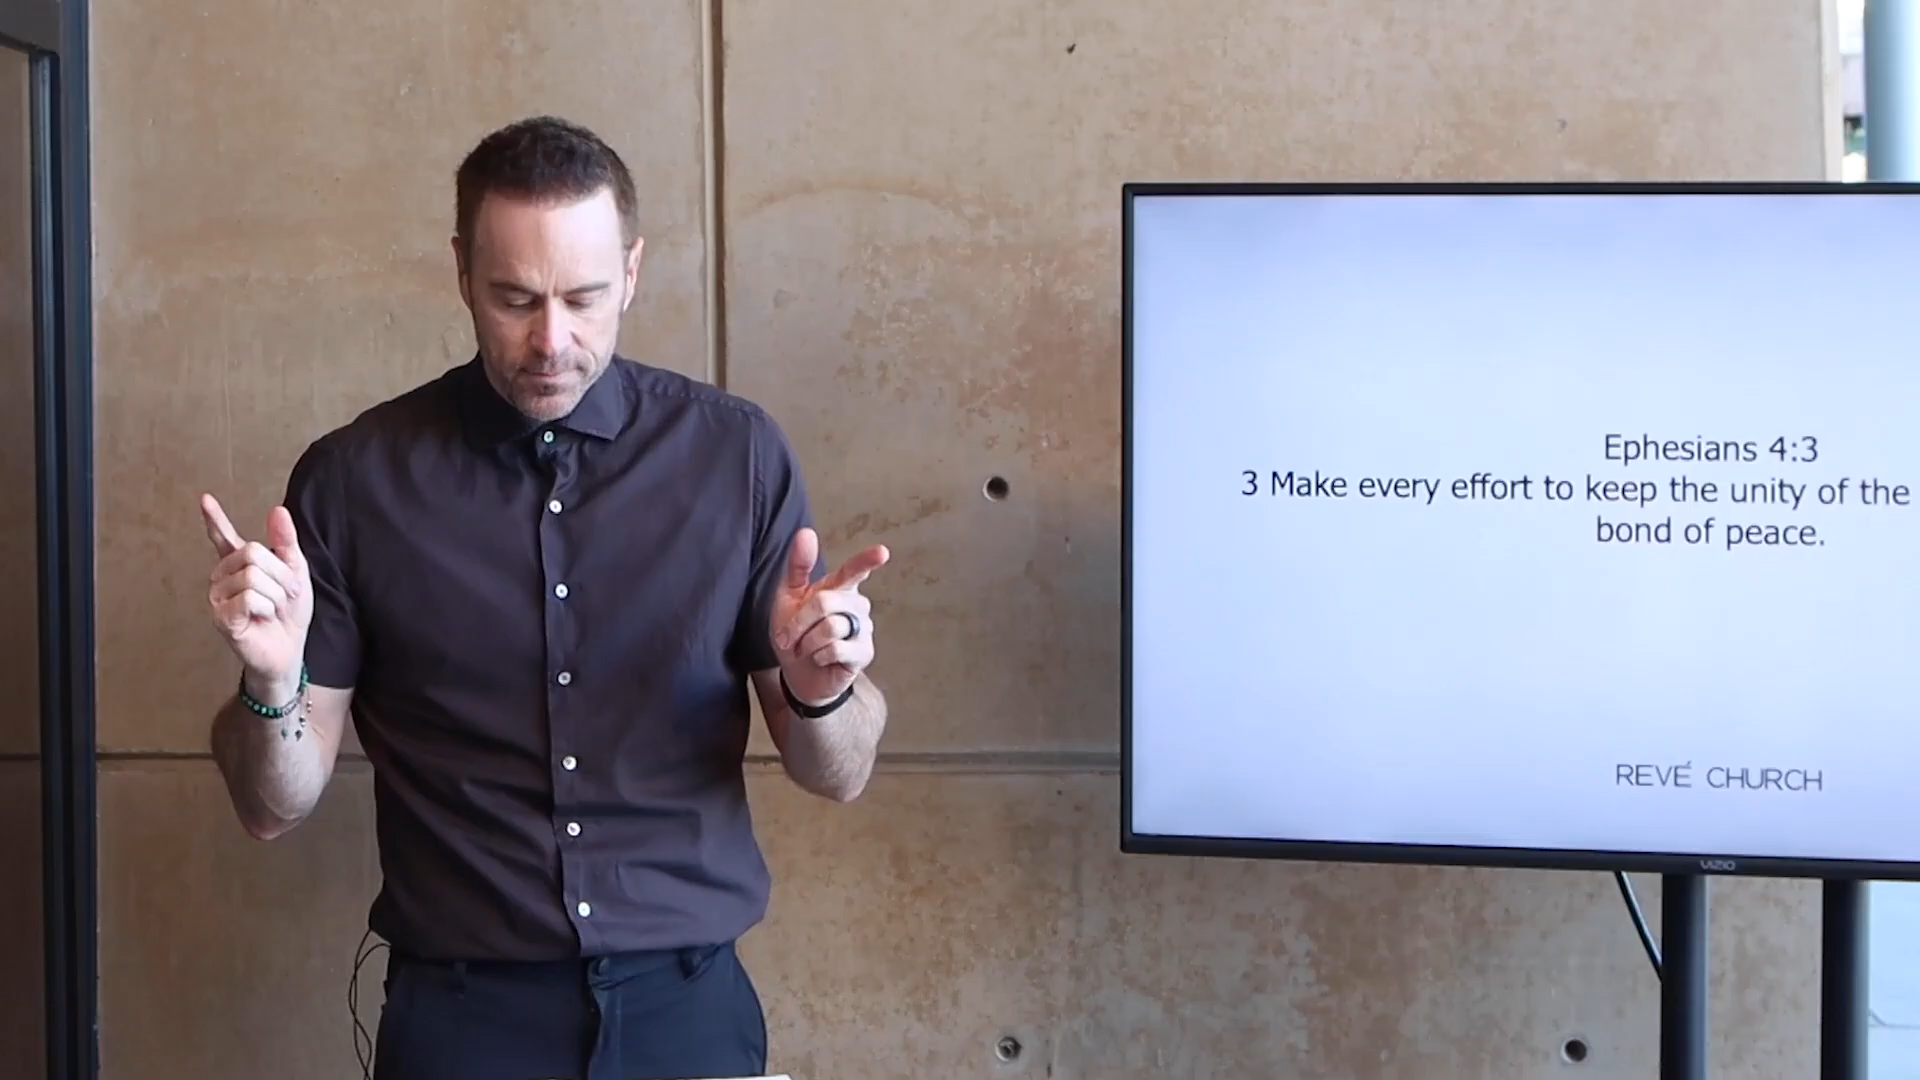 Ephesians 4:3
3 Make every effort to keep the unity of the
bond of peace.
REVÉ CHURCH
VIZIO